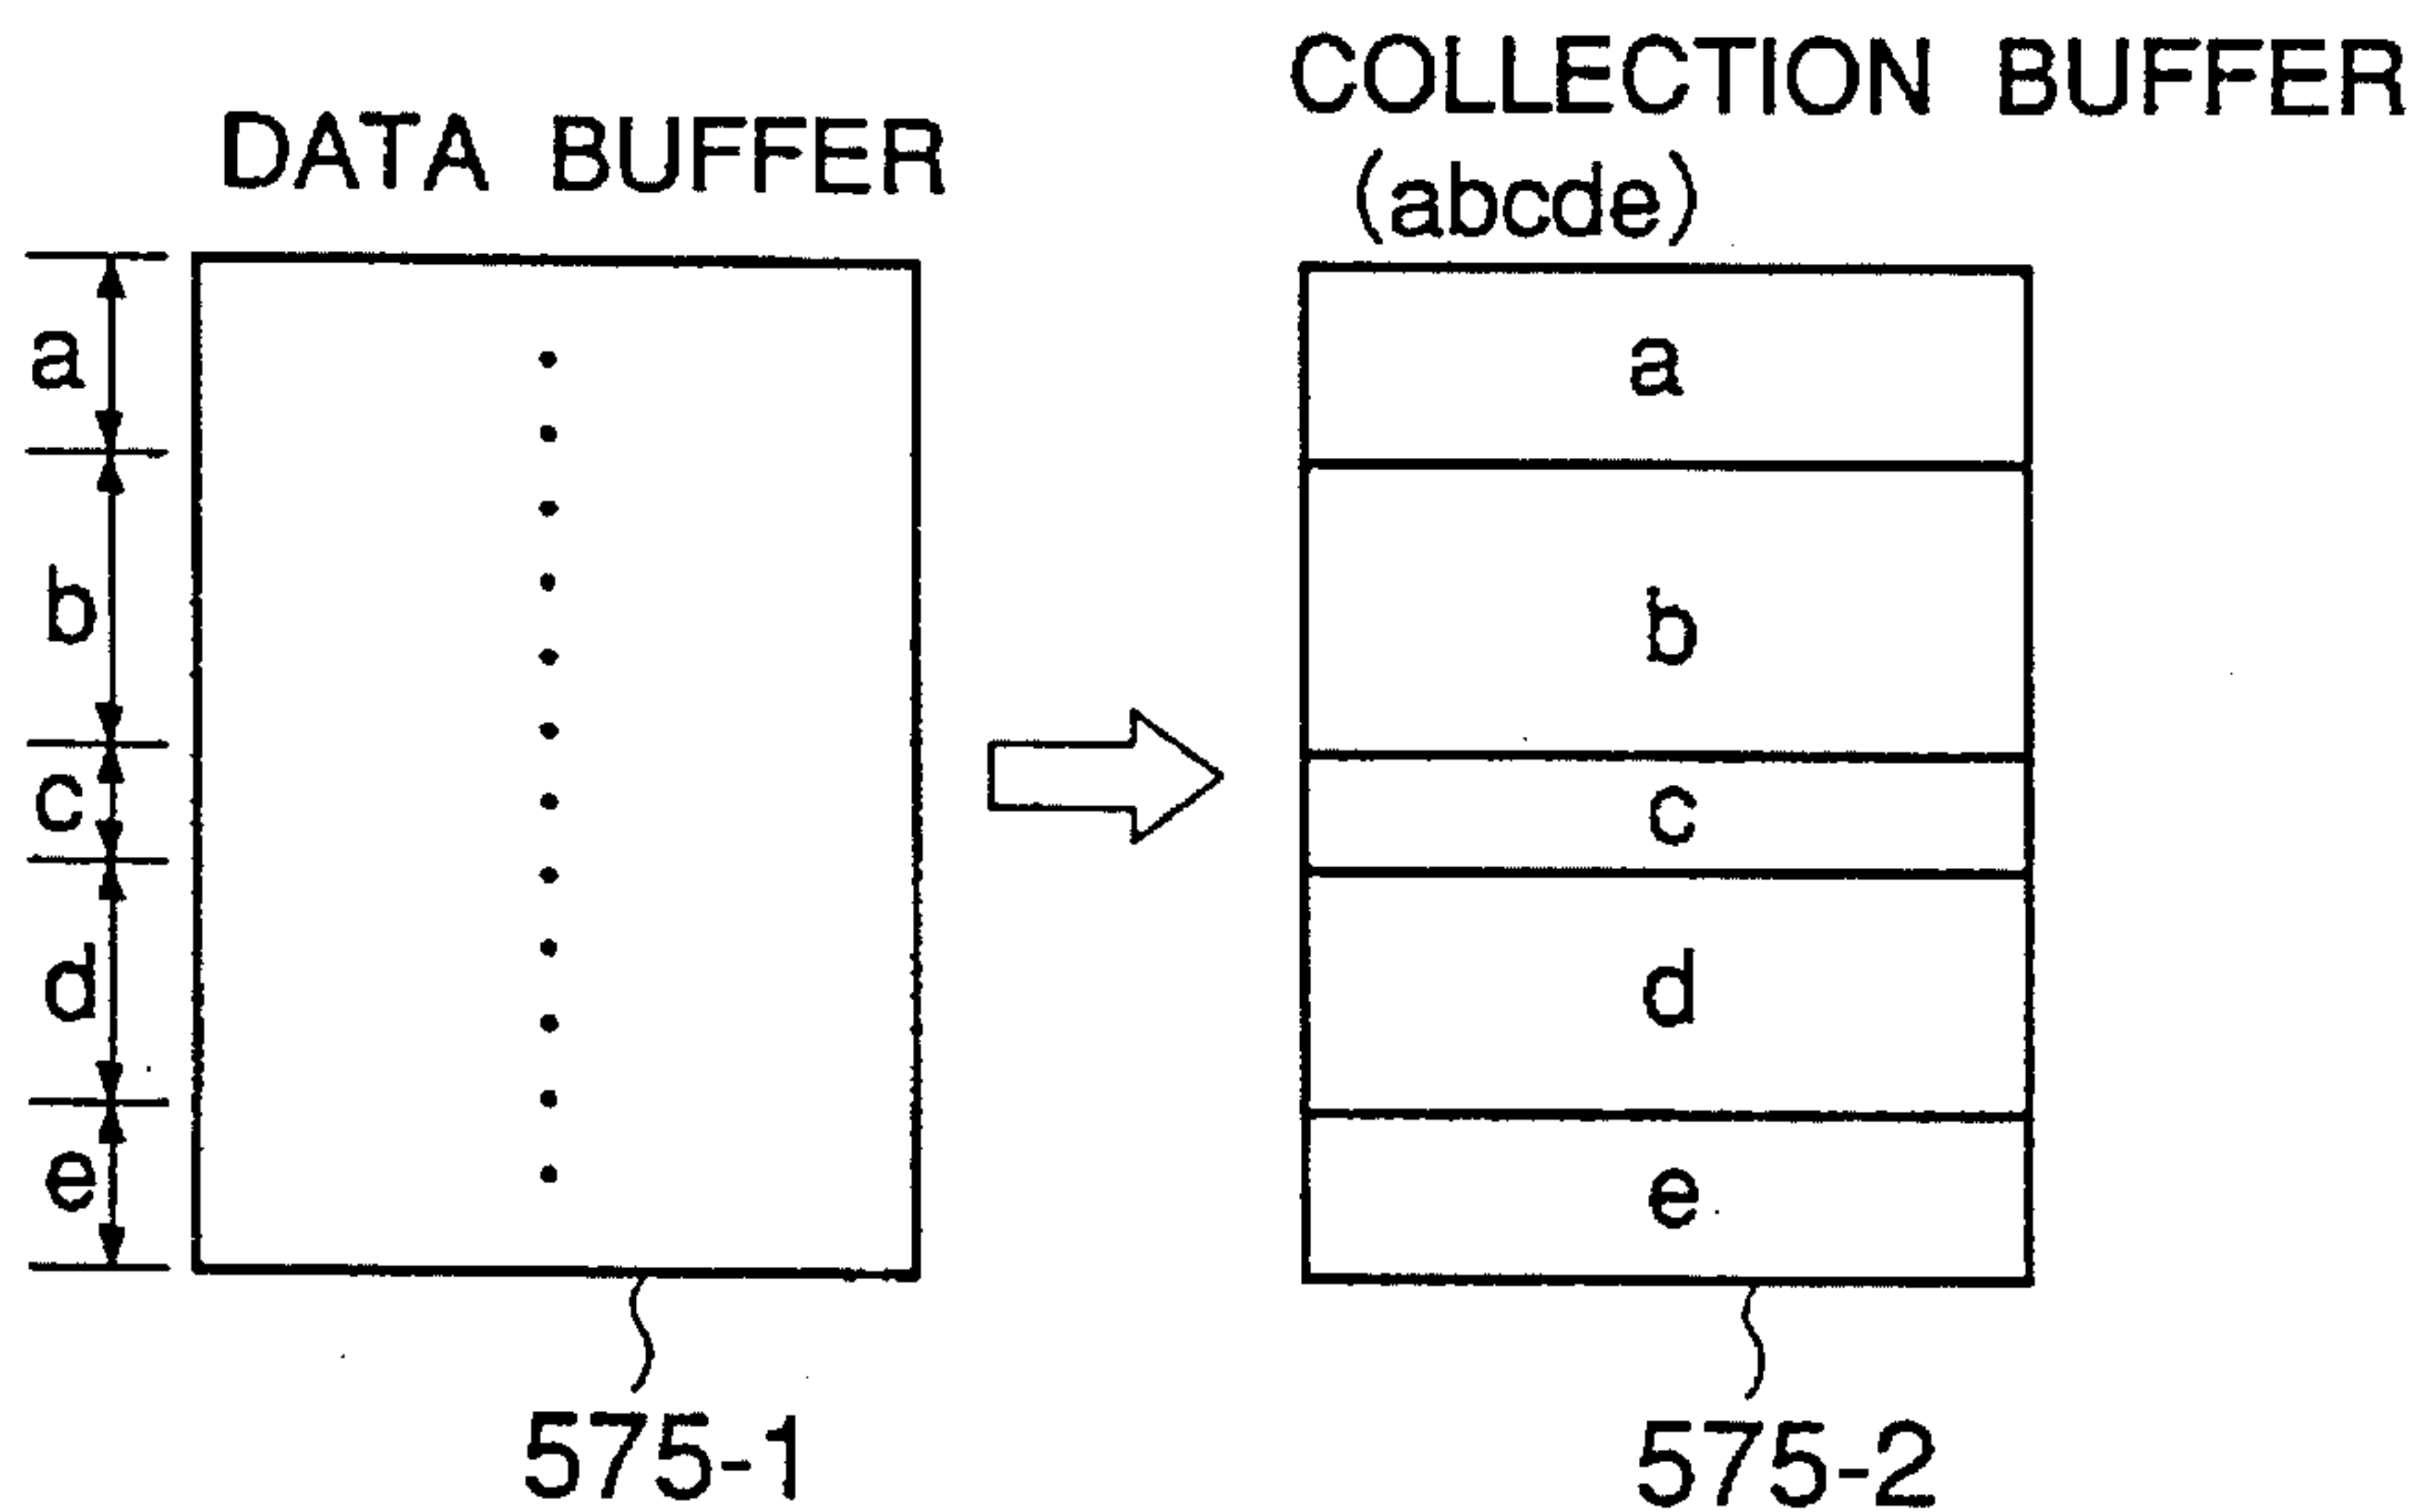 DATA BUFFER
a
b
c
d
e
575-1
COLLECTION BUFFER
(abcde)
a
b
c
d
e
575-2